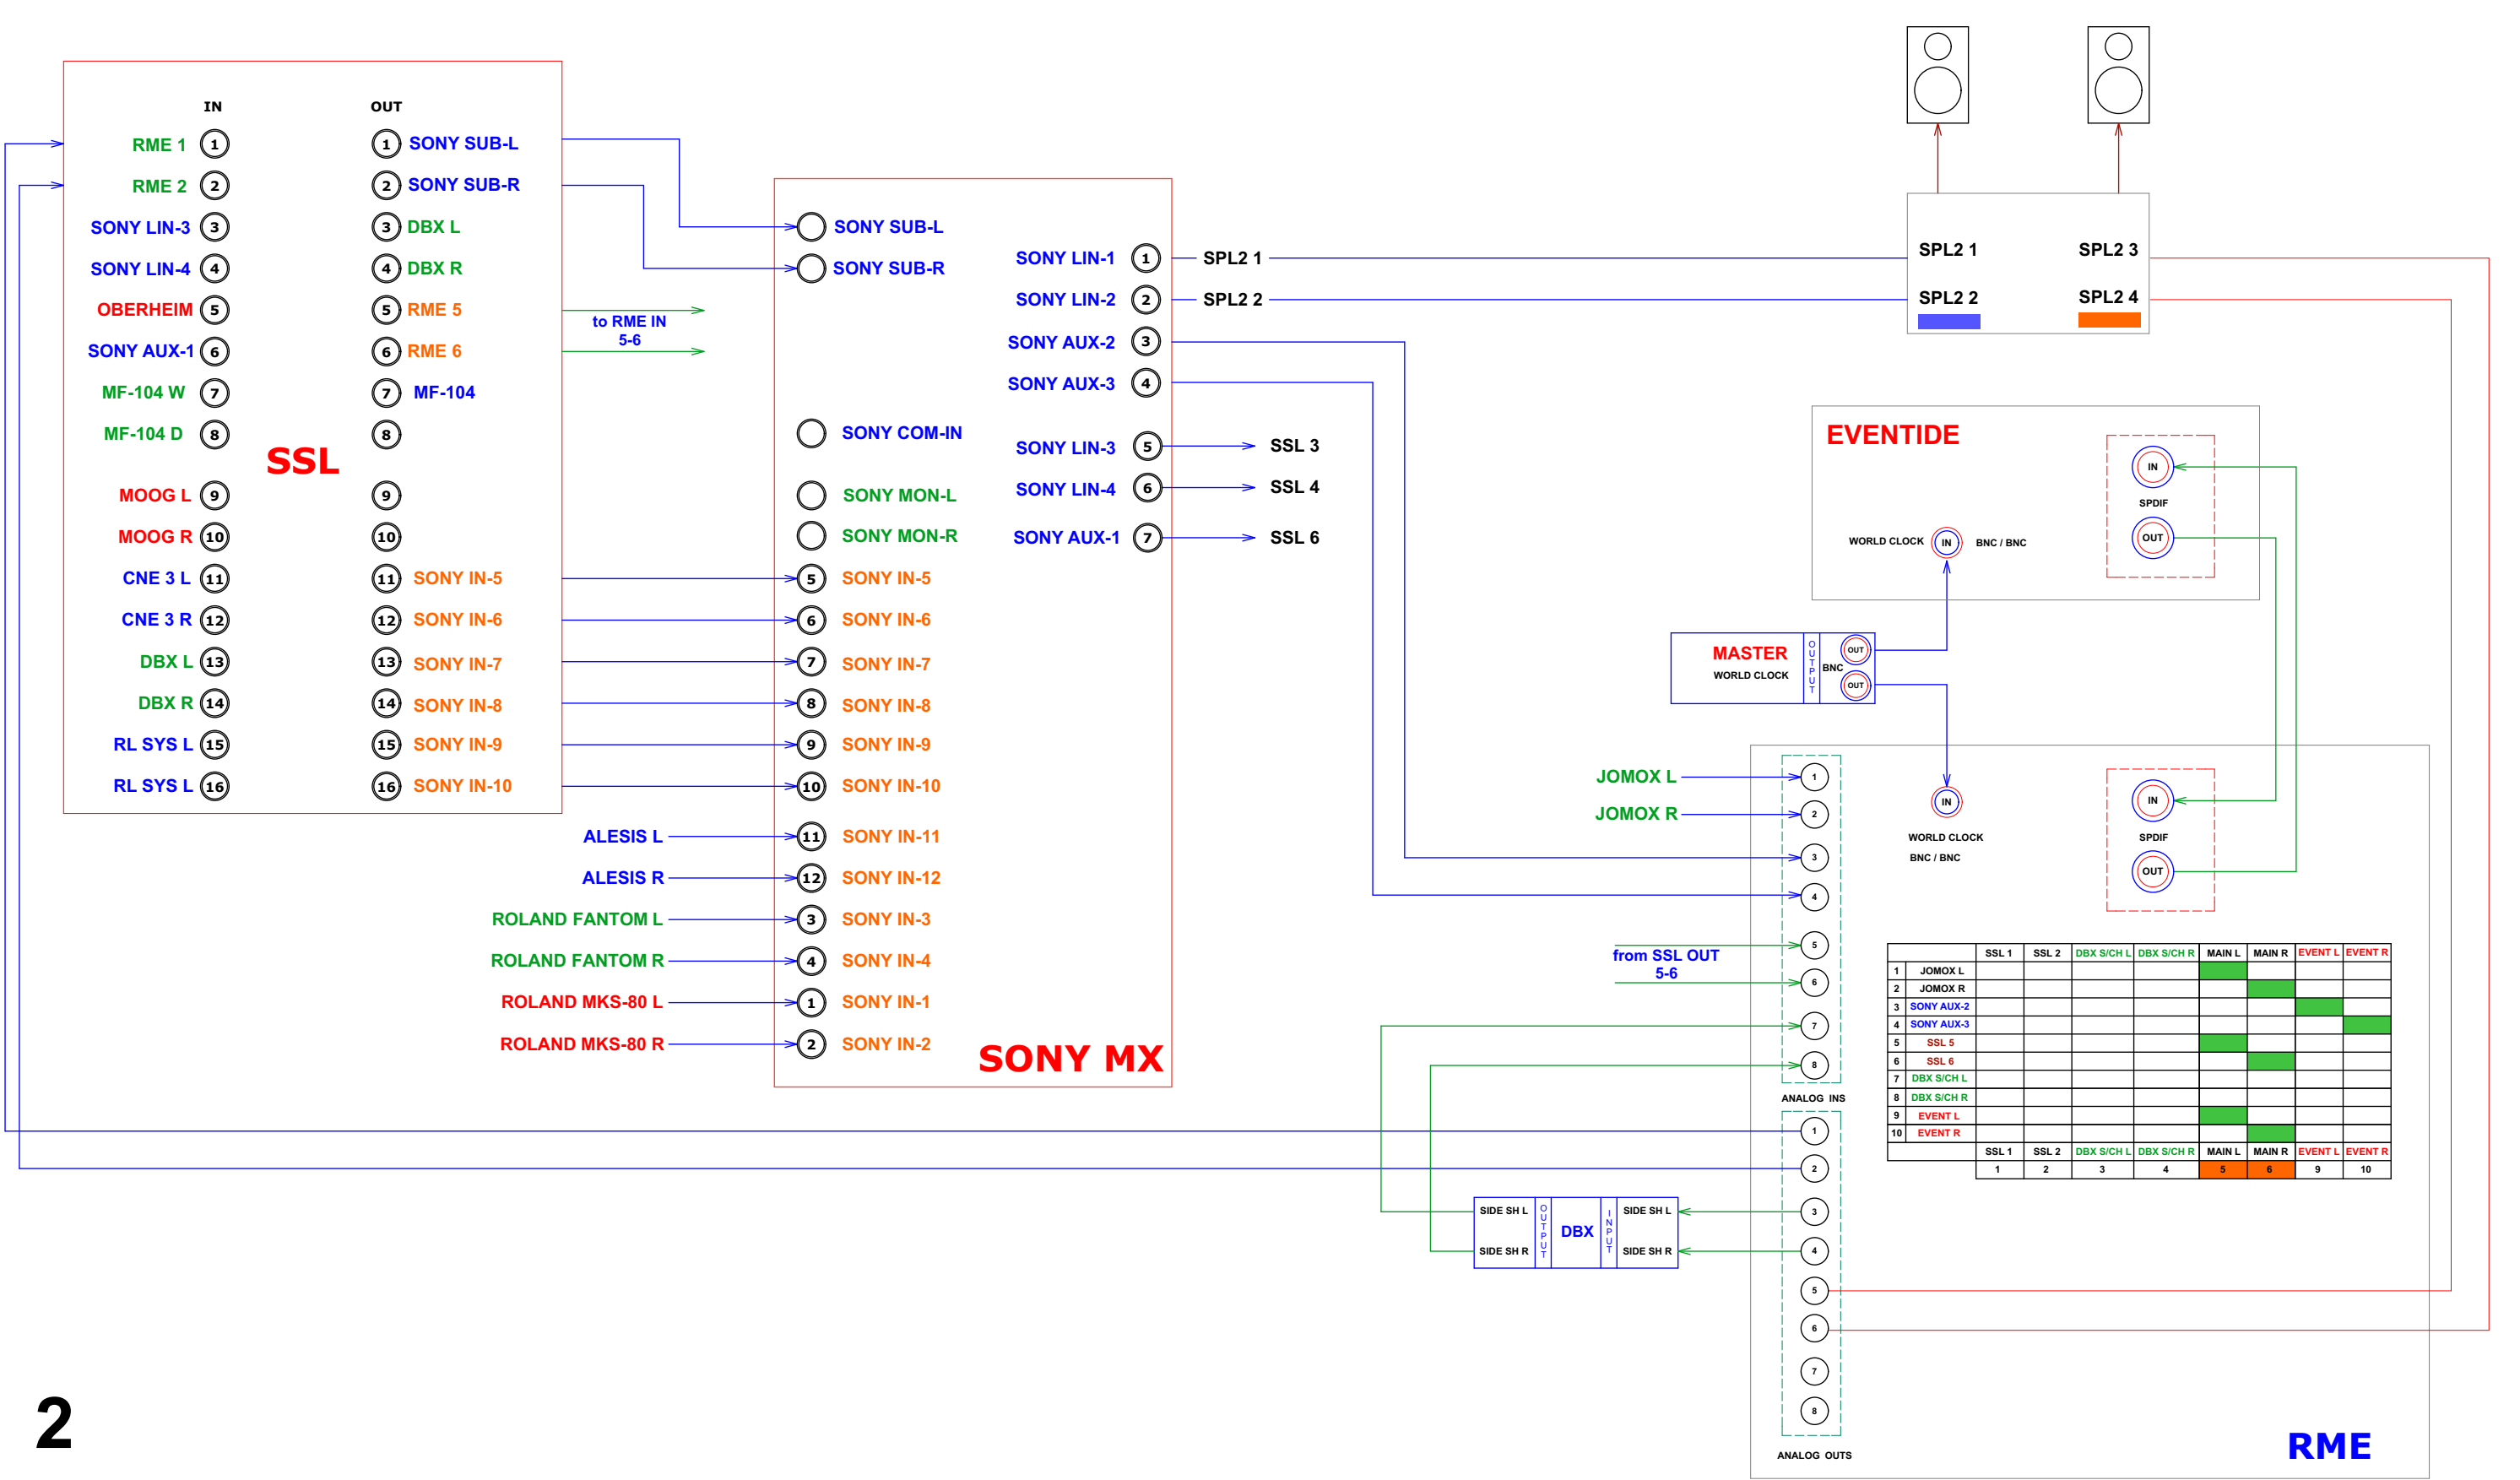 IN OUT
RME 1 1 1 SONY SUB-L
RME 2 2 2 SONY SUB-R
SONY LIN-3 3 3 DBX L
SONY LIN-4 4 4 DBX R
OBERHEIM 5 5 RME 5
SONY AUX-1 6 6 RME 6
MF-104 W 7 7 MF-104
MF-104 D 8 8
SSL
MOOG L 9 9
MOOG R 10 10
CNE 3 L 11 11 SONY IN-5
CNE 3 R 12 12 SONY IN-6
DBX L 13 13 SONY IN-7
DBX R 14 14 SONY IN-8
RL SYS L 15 15 SONY IN-9
RL SYS L 16 16 SONY IN-10
to RME IN
5-6
SONY SUB-L
SONY SUB-R
SONY COM-IN
SONY MON-L
SONY MON-R
5 SONY IN-5
6 SONY IN-6
7 SONY IN-7
8 SONY IN-8
9 SONY IN-9
10 SONY IN-10
ALESIS L 11 SONY IN-11
ALESIS R 12 SONY IN-12
ROLAND FANTOM L 3 SONY IN-3
ROLAND FANTOM R 4 SONY IN-4
ROLAND MKS-80 L 1 SONY IN-1
ROLAND MKS-80 R 2 SONY IN-2
SONY MX
SONY LIN-1 1 SPL2 1
SONY LIN-2 2 SPL2 2
SONY AUX-2 3
SONY AUX-3 4
SONY LIN-3 5 SSL 3
SONY LIN-4 6 SSL 4
SONY AUX-1 7 SSL 6
SPL2 1 SPL2 3
SPL2 2 SPL2 4
EVENTIDE
IN
SPDIF
OUT
WORLD CLOCK IN BNC / BNC
MASTER
WORLD CLOCK
OUTPUT
BNC
OUT
OUT
JOMOX L 1
JOMOX R 2
3
4
5
from SSL OUT
5-6
6
7
8
ANALOG INS
IN
WORLD CLOCK
BNC / BNC
IN
SPDIF
OUT
SSL 1 SSL 2 DBX S/CH L DBX S/CH R MAIN L MAIN R EVENT L EVENT R
1 JOMOX L
2 JOMOX R
3 SONY AUX-2
4 SONY AUX-3
5 SSL 5
6 SSL 6
7 DBX S/CH L
8 DBX S/CH R
9 EVENT L
10 EVENT R
SSL 1 SSL 2 DBX S/CH L DBX S/CH R MAIN L MAIN R EVENT L EVENT R
1 2 3 4 5 6 9 10
1
2
3
4
5
6
7
8
ANALOG OUTS
SIDE SH L
SIDE SH R
OUTPUT
DBX
INPUT
SIDE SH L
SIDE SH R
RME
2